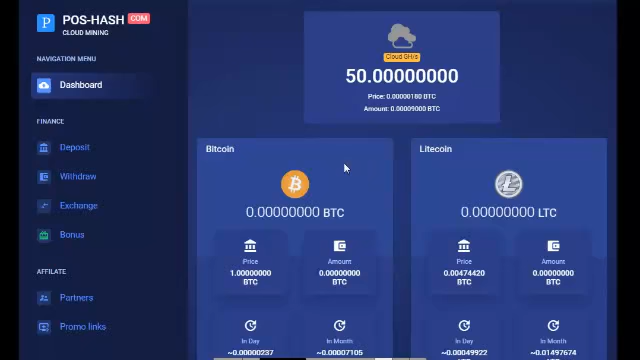 POS-HASH COM
CLOUD MINING
NAVIGATION MENU
Dashboard
FINANCE
Deposit
Withdraw
Exchange
Bonus
AFFILATE
Partners
Promo links
Cloud GH/s
50.00000000
Price: 0.00000180 BTC
Amount: 0.00009000 BTC
Bitcoin
0.00000000 BTC
Price
1.00000000
BTC
Amount
0.00000000
BTC
In Day
~0.00000237
In Month
~0.00007105
Litecoin
0.00000000 LTC
Price
0.00474420
BTC
Amount
0.00000000
BTC
In Day
~0.00049922
In Month
~0.01497674